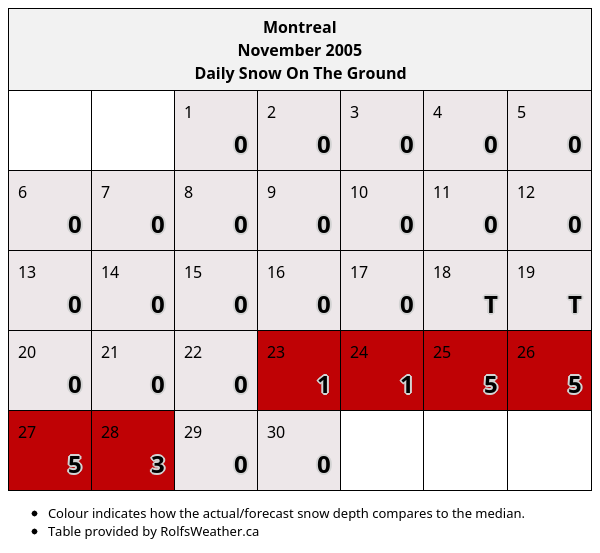 Montreal
November 2005
Daily Snow On The Ground
1 2 3 4 5
0 0 0 0 0
6 7 8 9 10 11 12
0 0 0 0 0 0 0
13 14 15 16 17 18 19
0 0 0 0 0 T T
20 21 22 23 24 25 26
0 0 0 1 1 5 5
27 28 29 30
5 3 0 0
• Colour indicates how the actual/forecast snow depth compares to the median.
• Table provided by RolfsWeather.ca